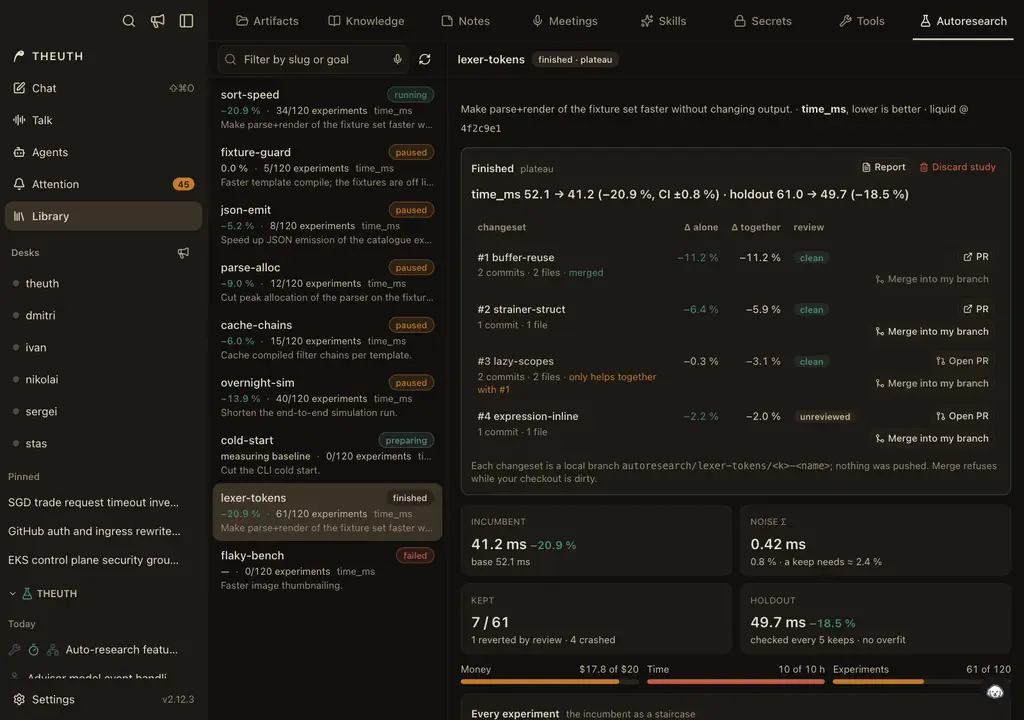 Artifacts
Knowledge
Notes
Meetings
Skills
Secrets
Tools
Autoresearch
THEUTH
Chat
⇧⌘O
Talk
Agents
Attention
45
Library
Desks
theuth
dmitri
ivan
nikolai
sergei
stas
Pinned
SGD trade request timeout inve...
GitHub auth and ingress rewrite...
EKS control plane security grou...
THEUTH
Today
Auto-research featu...
Settings
v2.12.3
Filter by slug or goal
sort-speed
running
−20.9 % · 34/120 experiments time_ms
Make parse+render of the fixture set faster w...
fixture-guard
paused
0.0 % · 5/120 experiments time_ms
Faster template compile; the fixtures are off li...
json-emit
paused
−5.2 % · 8/120 experiments time_ms
Speed up JSON emission of the catalogue ex...
parse-alloc
paused
−9.0 % · 12/120 experiments time_ms
Cut peak allocation of the parser on the fixtur...
cache-chains
paused
−6.0 % · 15/120 experiments time_ms
Cache compiled filter chains per template.
overnight-sim
paused
−13.9 % · 40/120 experiments time_ms
Shorten the end-to-end simulation run.
cold-start
preparing
measuring baseline · 0/120 experiments ti...
Cut the CLI cold start.
lexer-tokens
finished
−20.9 % · 61/120 experiments time_ms
Make parse+render of the fixture set faster w...
flaky-bench
failed
— · 0/120 experiments time_ms
Faster image thumbnailing.
lexer-tokens
finished · plateau
Make parse+render of the fixture set faster without changing output. · time_ms, lower is better · liquid @
4f2c9e1
Finished plateau
Report
Discard study
time_ms 52.1 → 41.2 (−20.9 %, CI ±0.8 %) · holdout 61.0 → 49.7 (−18.5 %)
changeset Δ alone Δ together review
#1 buffer-reuse −11.2 % −11.2 % clean PR
2 commits · 2 files · merged
Merge into my branch
#2 strainer-struct −6.4 % −5.9 % clean PR
1 commit · 1 file
Merge into my branch
#3 lazy-scopes −0.3 % −3.1 % clean Open PR
2 commits · 2 files · only helps together
with #1
Merge into my branch
#4 expression-inline −2.2 % −2.0 % unreviewed Open PR
1 commit · 1 file
Merge into my branch
Each changeset is a local branch autoresearch/lexer-tokens/<k>-<name>; nothing was pushed. Merge refuses
while your checkout is dirty.
INCUMBENT
41.2 ms −20.9 %
base 52.1 ms
NOISE Σ
0.42 ms
0.8 % · a keep needs ≈ 2.4 %
KEPT
7 / 61
1 reverted by review · 4 crashed
HOLDOUT
49.7 ms −18.5 %
checked every 5 keeps · no overfit
Money $17.8 of $20
Time 10 of 10 h
Experiments 61 of 120
Every experiment the incumbent as a staircase